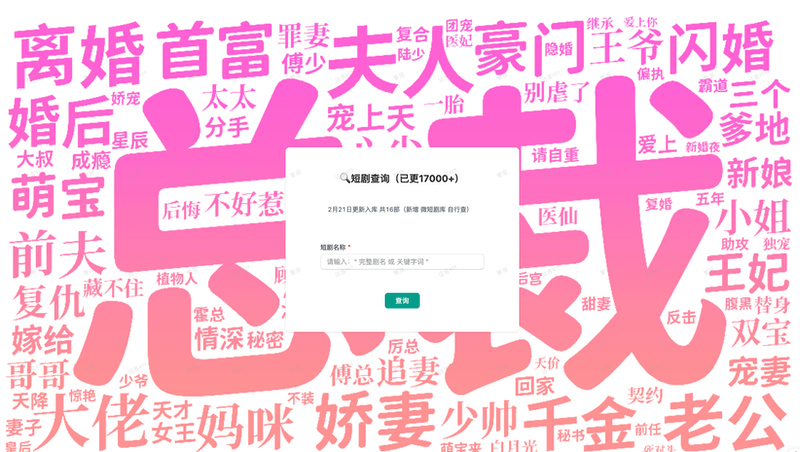 离婚
首富
罪妻
傅少
夫人
复合
陆少
团宠
医妃
豪门
隐婚
继承
爱上你
王爷
偏执
闪婚
婚后
娇宠
太太
分手
星辰
宠上天
一胎
别虐了
霸道
三个
爹地
大叔
成瘾
总裁
请自重
爱上
新婚夜
萌宝
后悔
不好惹
新娘
🔍短剧查询（已更17000+）
2月21日更新入库 共16部（新增 微短剧库 自行查）
短剧名称 *
请输入：* 完整剧名 或 关键字词 *
查询
医仙
复婚
五年
小姐
前夫
助攻
独宠
植物人
藏不住
后宫
王妃
复仇
霍总
甜妻
腹黑
替身
反击
嫁给
情深
秘密
双宝
厉总
哥哥
少爷
傅总
追妻
天价
回家
宠妻
天降
惊艳
不装
契约
妻子
大佬
天才
女王
妈咪
娇妻
少帅
千金
秘书
前任
老公
皇后
萌宝来
白月光
死对头